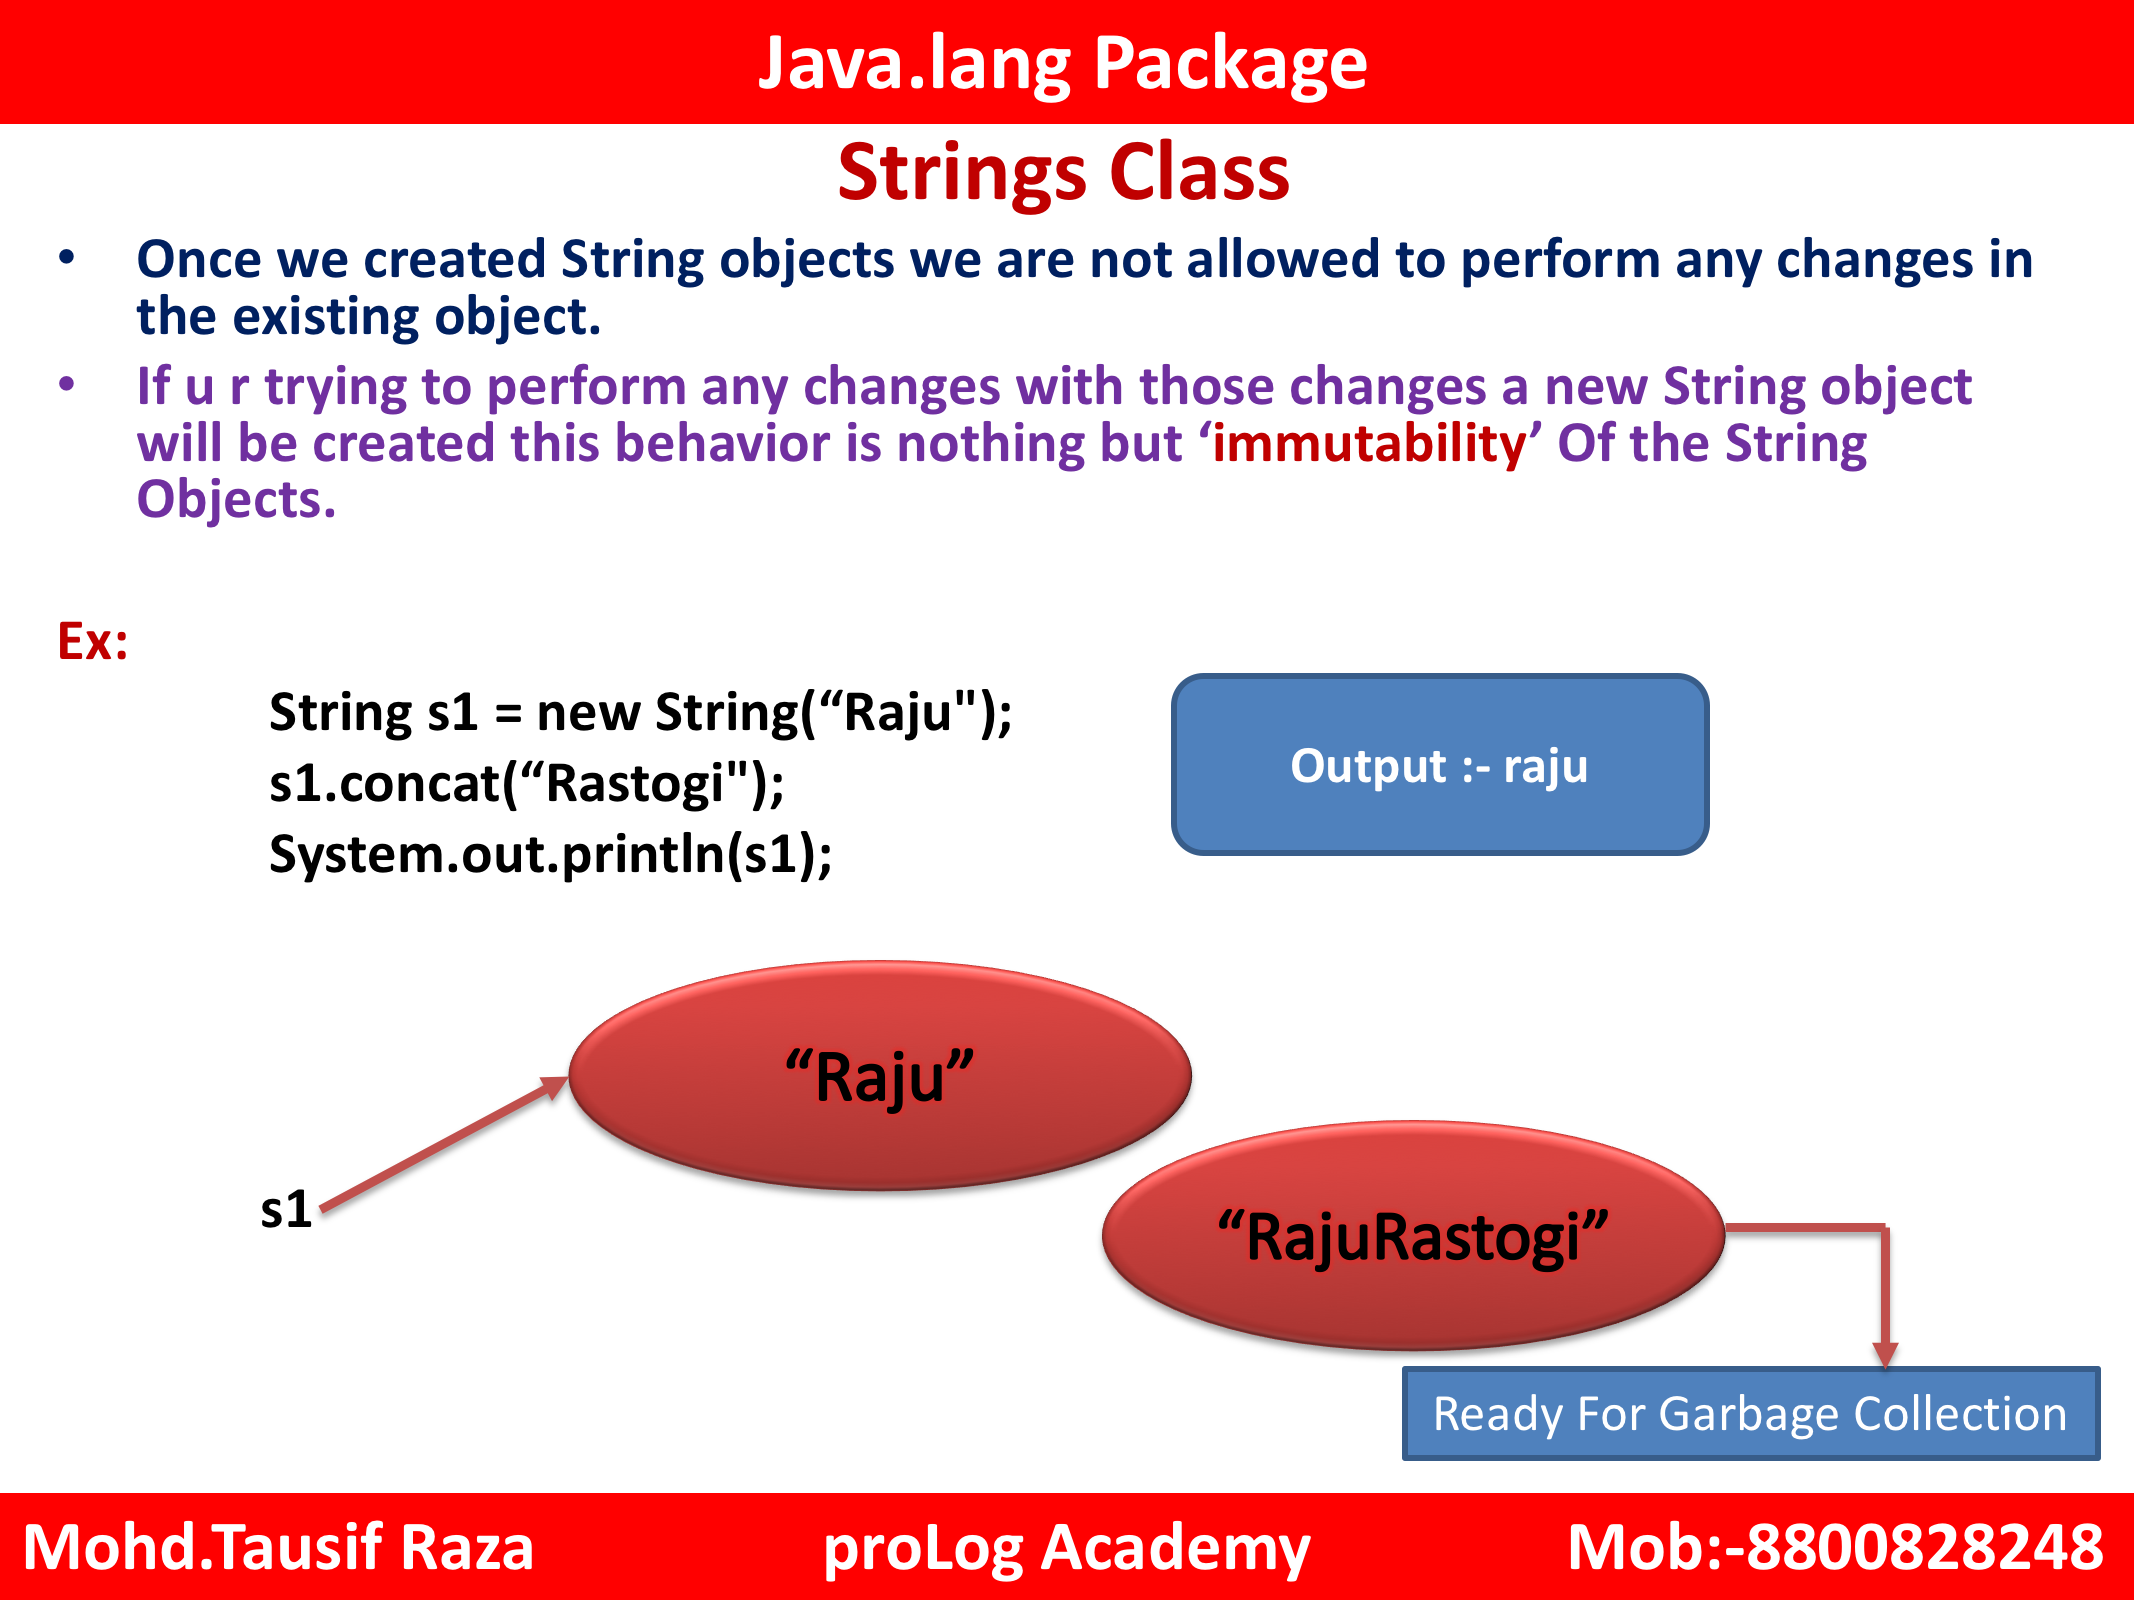 Java.lang Package
Strings Class
• Once we created String objects we are not allowed to perform any changes in
the existing object.
• If u r trying to perform any changes with those changes a new String object
will be created this behavior is nothing but ‘immutability’ Of the String
Objects.
Ex:
String s1 = new String(“Raju");
s1.concat(“Rastogi");
System.out.println(s1);
Output :- raju
“Raju”
s1
“RajuRastogi”
Ready For Garbage Collection
Mohd.Tausif Raza proLog Academy Mob:-8800828248